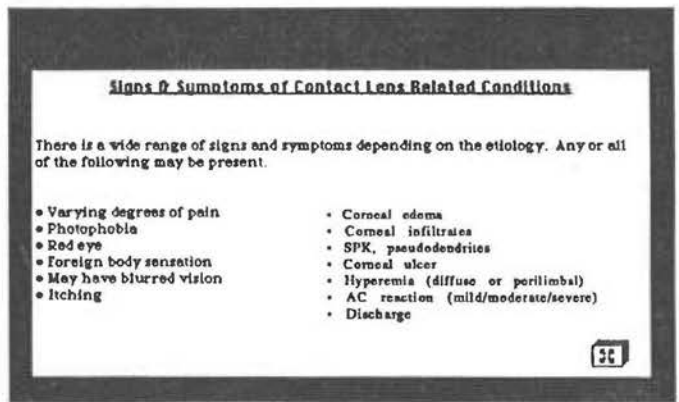 Signs & Symptoms of Contact Lens Related Conditions
There is a wide range of signs and symptoms depending on the etiology. Any or all
of the following may be present.
● Varying degrees of pain
● Photophobia
● Red eye
● Foreign body sensation
● May have blurred vision
● Itching
• Corneal edema
• Corneal infiltrates
• SPK, pseudodendrites
• Corneal ulcer
• Hyperemia (diffuse or perilimbal)
• AC reaction (mild/moderate/severe)
• Discharge